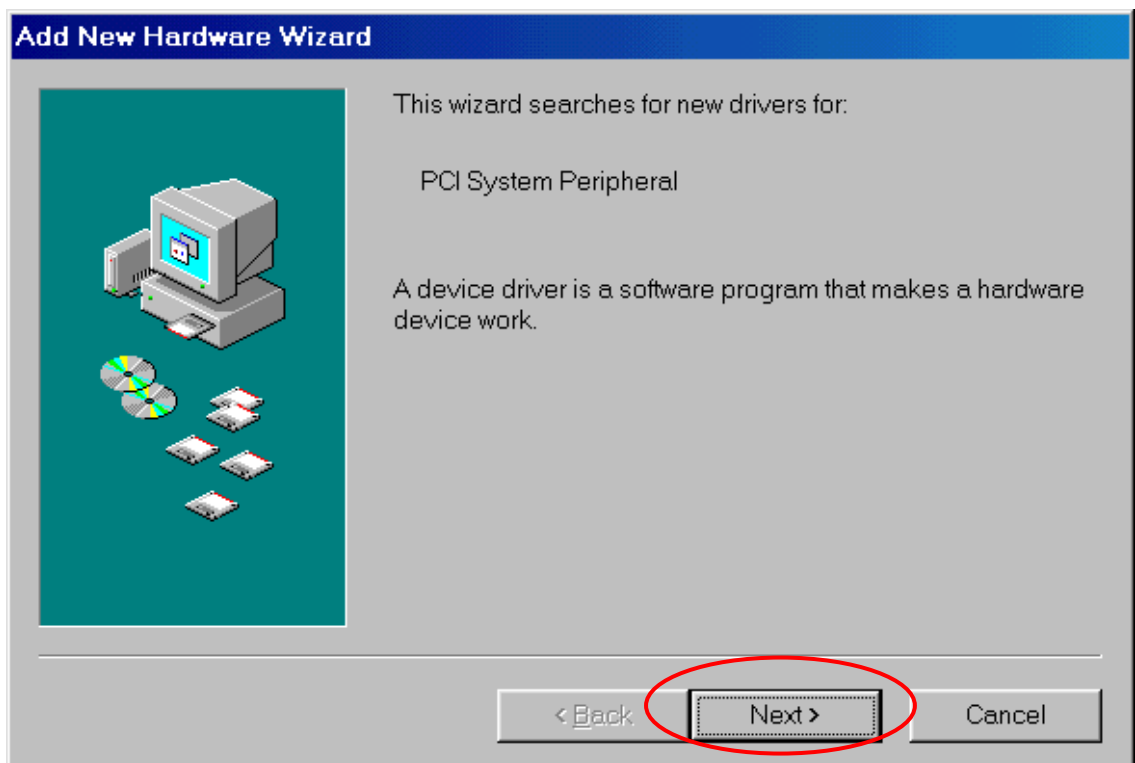 Add New Hardware Wizard
This wizard searches for new drivers for:
PCI System Peripheral
A device driver is a software program that makes a hardware
device work.
< Back
Next >
Cancel